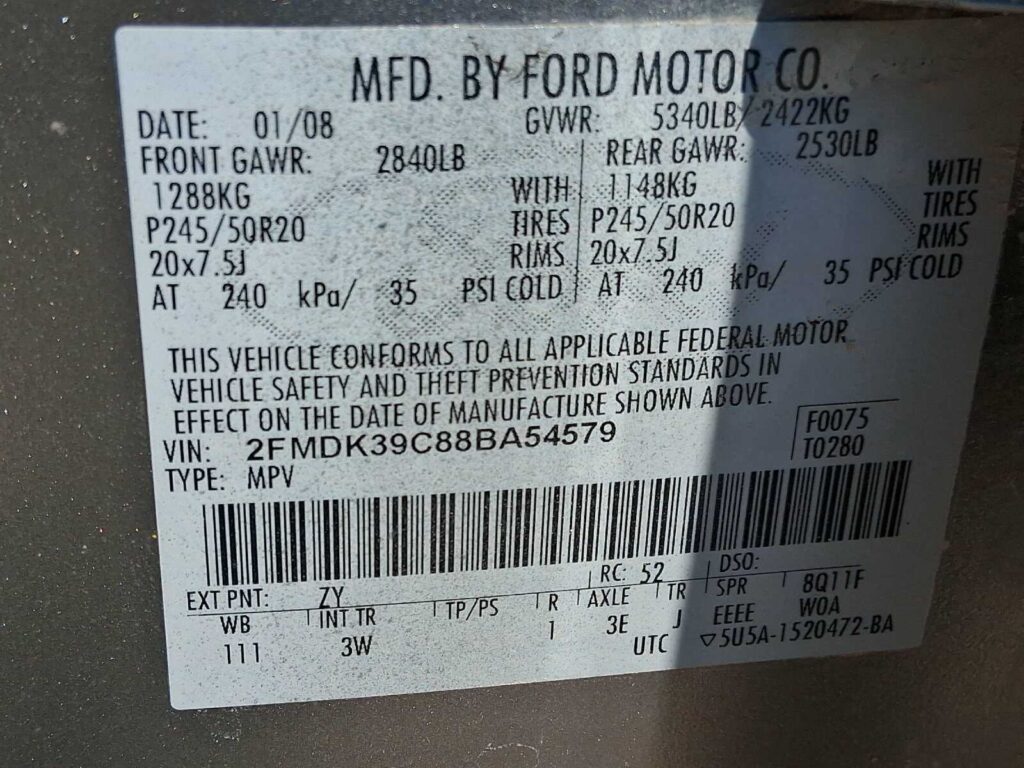 MFD. BY FORD MOTOR CO.
DATE: 01/08 GVWR: 5340LB/ 2422KG
FRONT GAWR: 2840LB REAR GAWR: 2530LB
1288KG WITH 1148KG WITH
P245/50R20 TIRES P245/50R20 TIRES
20x7.5J RIMS 20x7.5J RIMS
AT 240 kPa/ 35 PSI COLD AT 240 kPa/ 35 PSI COLD
THIS VEHICLE CONFORMS TO ALL APPLICABLE FEDERAL MOTOR
VEHICLE SAFETY AND THEFT PREVENTION STANDARDS IN
EFFECT ON THE DATE OF MANUFACTURE SHOWN ABOVE.
VIN: 2FMDK39C88BA54579 F0075
TYPE: MPV T0280
EXT PNT: ZY RC: 52 DSO:
WB INT TR TP/PS R AXLE TR SPR 8Q11F
111 3W 1 3E J EEEE W0A
UTC ▽5U5A-1520472-BA